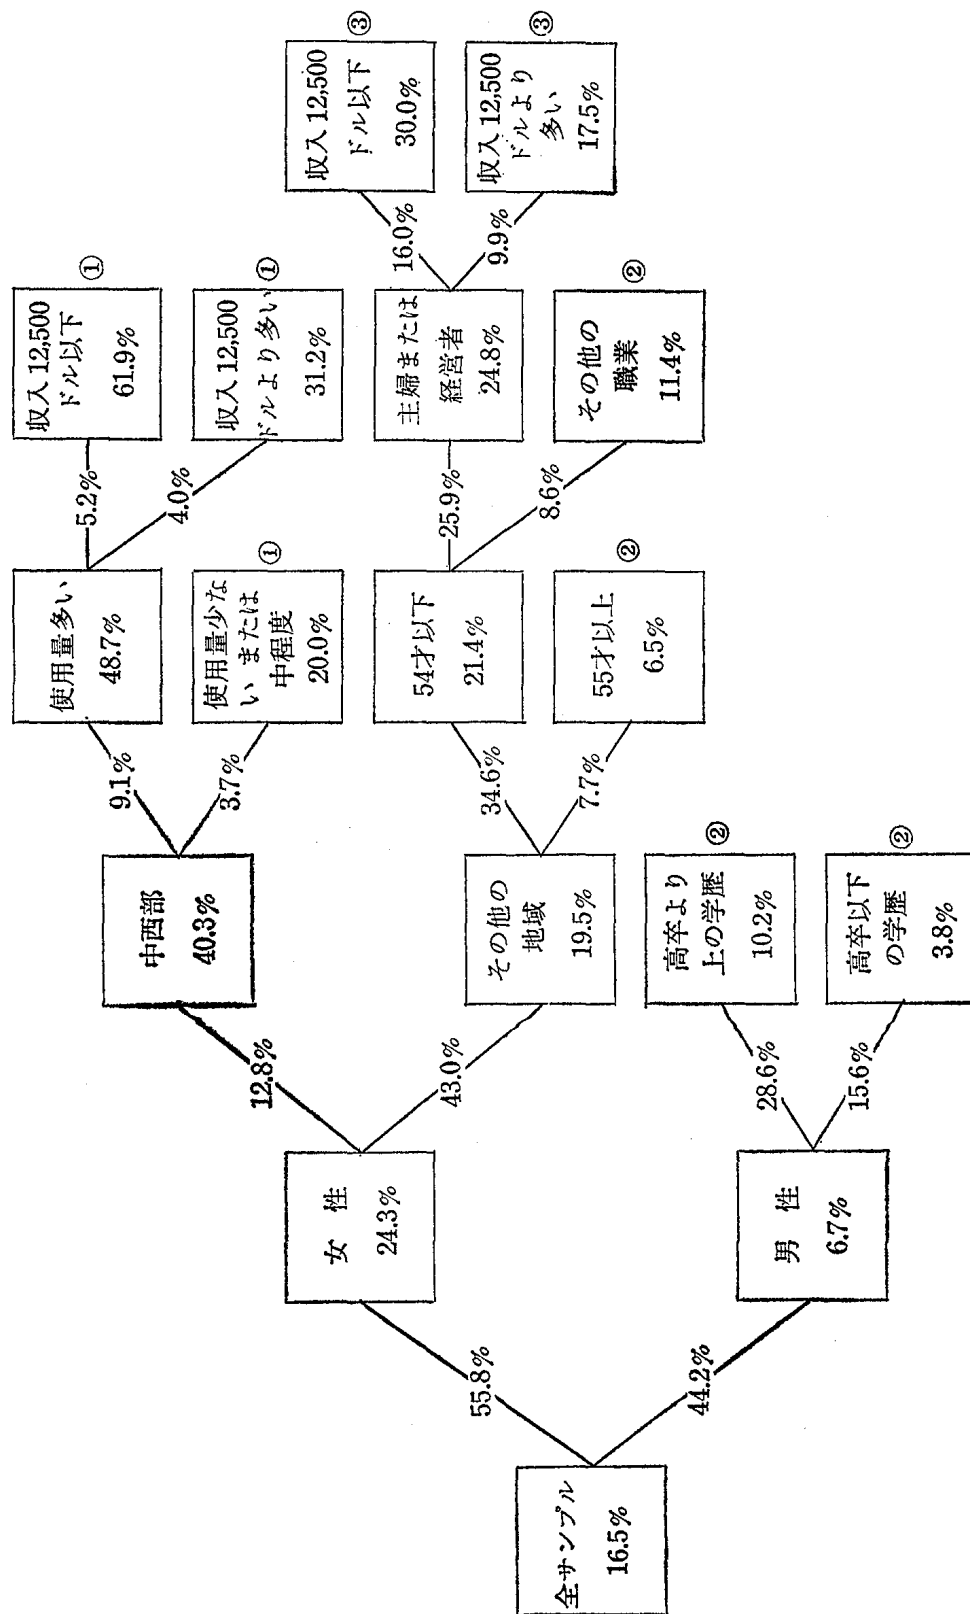 全サンプル
16.5%
55.8%
44.2%
女 性
24.3%
男 性
6.7%
12.8%
43.0%
28.6%
15.6%
中西部
40.3%
その他の
地域
19.5%
高卒より
上の学歴
10.2%
②
高卒以下
の学歴
3.8%
②
9.1%
3.7%
34.6%
7.7%
使用量多い
48.7%
使用量少な
いまたは
中程度
20.0%
①
54才以下
21.4%
55才以上
6.5%
②
5.2%
4.0%
25.9%
8.6%
収入12,500
ドル以下
61.9%
①
収入12,500
ドルより多い
31.2%
①
主婦または
経営者
24.8%
その他の
職業
11.4%
②
16.0%
9.9%
収入12,500
ドル以下
30.0%
③
収入12,500
ドルより
多い
17.5%
③